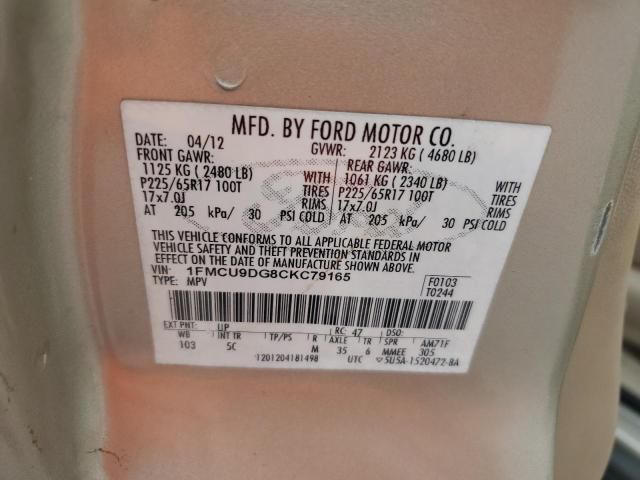 MFD. BY FORD MOTOR CO.
DATE: 04/12 GVWR: 2123 KG ( 4680 LB)
FRONT GAWR: REAR GAWR:
1125 KG ( 2480 LB) 1061 KG ( 2340 LB)
P225/65R17 100T WITH TIRES P225/65R17 100T WITH TIRES
17x7.0J RIMS 17x7.0J RIMS
AT 205 kPa/ 30 PSI COLD AT 205 kPa/ 30 PSI COLD
THIS VEHICLE CONFORMS TO ALL APPLICABLE FEDERAL MOTOR
VEHICLE SAFETY AND THEFT PREVENTION STANDARDS IN
EFFECT ON THE DATE OF MANUFACTURE SHOWN ABOVE.
VIN: 1FMCU9DG8CKC79165 F0103
TYPE: MPV T0244
EXT PNT: UP RC: 47 DSO:
WB INT TR TP/PS R AXLE TR SPR AM71F
103 5C M 35 6 MMEE 305
1201204181498 UTC 5U5A-1520472-BA